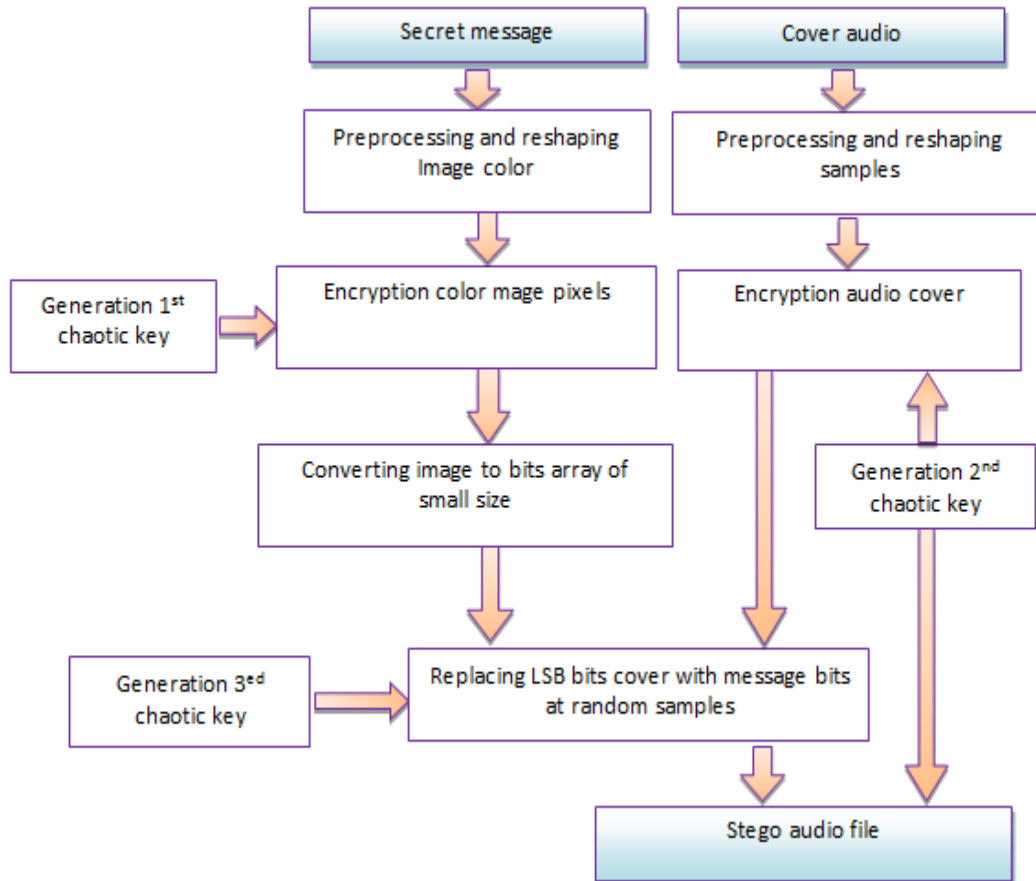 Secret message
Cover audio
Preprocessing and reshaping
Image color
Preprocessing and reshaping
samples
Generation 1st
chaotic key
Encryption color mage pixels
Encryption audio cover
Converting image to bits array of
small size
Generation 2nd
chaotic key
Generation 3ed
chaotic key
Replacing LSB bits cover with message bits
at random samples
Stego audio file